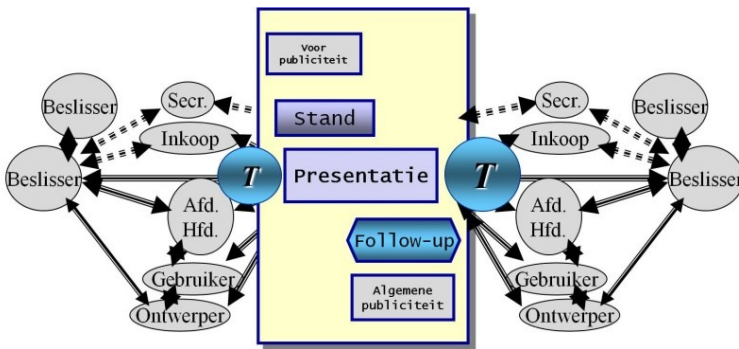 Voor
publiciteit
Beslisser
Secr.
Stand
Inkoop
Beslisser
T
Presentatie
Afd.
Hfd.
Follow-up
Gebruiker
Algemene
publiciteit
Ontwerper
T
Secr.
Beslisser
Inkoop
Beslisser
Afd.
Hfd.
Gebruiker
Ontwerper